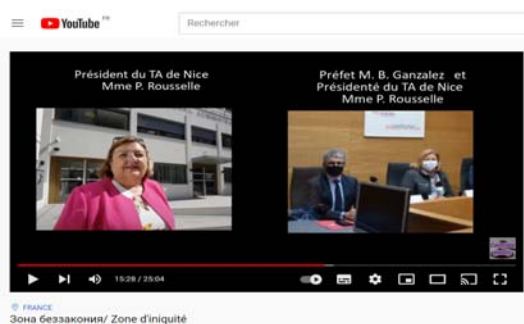 YouTube FR
Rechercher
Président du TA de Nice
Mme P. Rousselle
Préfet M. B. Ganzalez et
Présidenté du TA de Nice
Mme P. Rousselle
15:28 / 25:04
FRANCE
Зона беззакония/ Zone d'iniquité